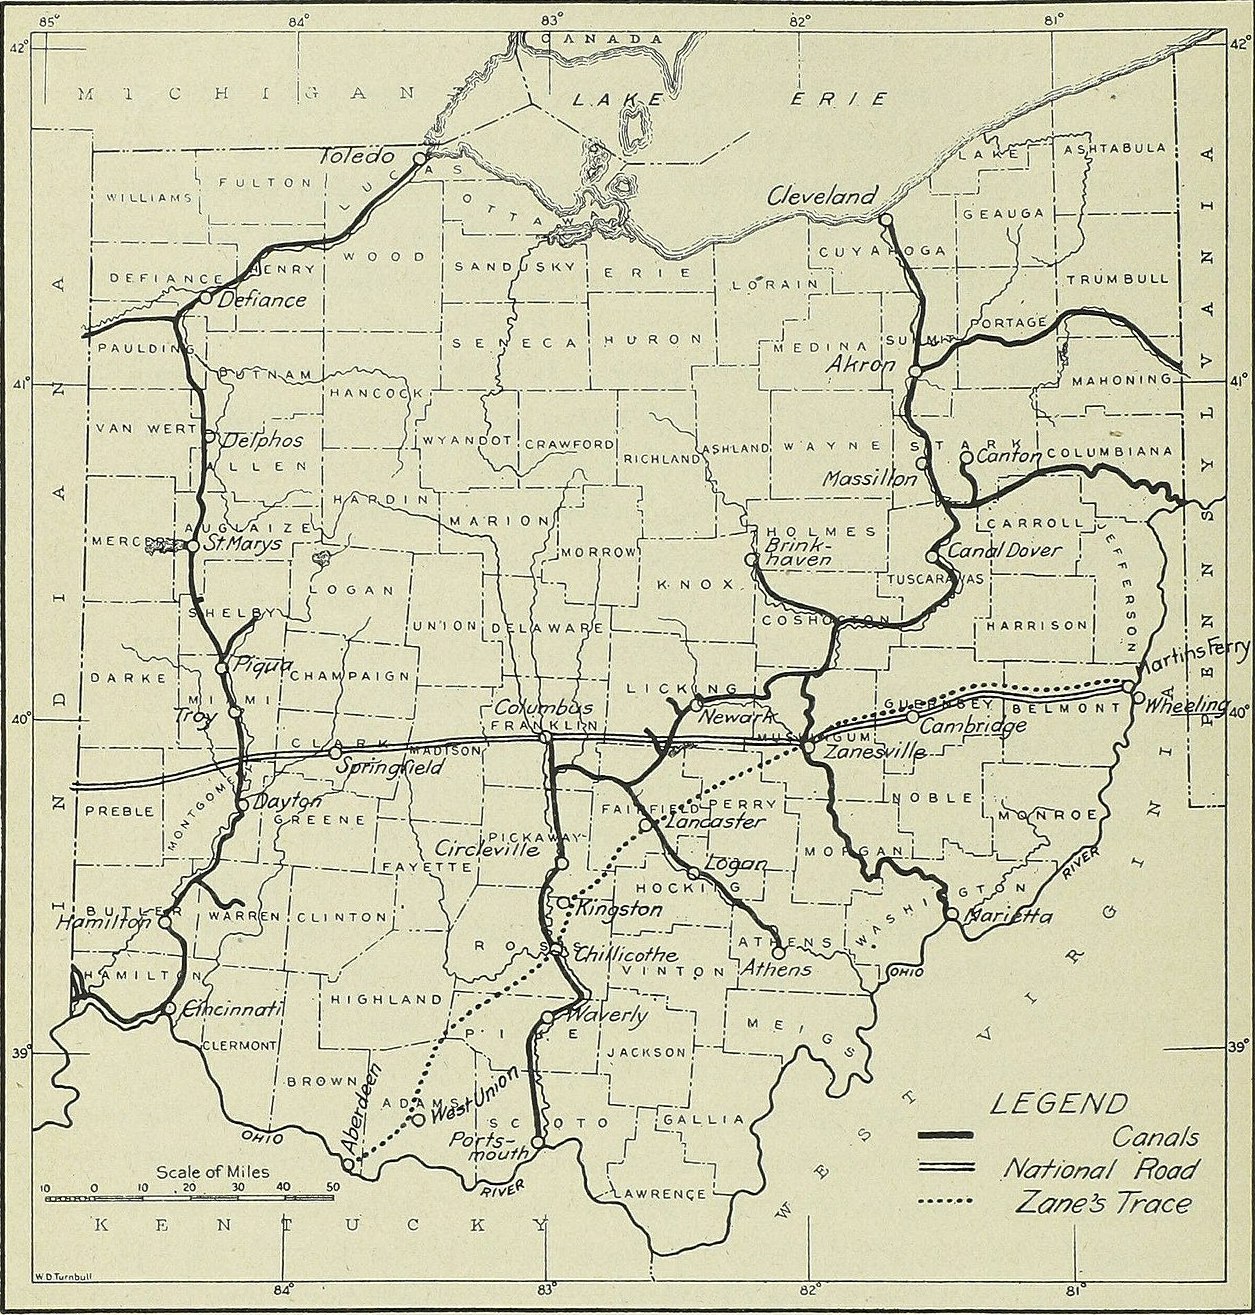 85° 84° 83° 82° 81°
42° 42°
CANADA
MICHIGAN
LAKE ERIE
Toledo
LAKE
ASHTABULA
WILLIAMS
FULTON
LUCAS
OTTAWA
Cleveland
GEAUGA
CUYAHOGA
WOOD
DEFIANCE
HENRY
SANDUSKY
ERIE
LORAIN
TRUMBULL
Defiance
PORTAGE
PAULDING
SENECA
HURON
MEDINA
SUMMIT
Akron
41° 41°
PUTNAM
HANCOCK
MAHONING
VAN WERT
Delphos
ALLEN
WYANDOT
CRAWFORD
RICHLAND
ASHLAND
WAYNE
STARK
Canton
COLUMBIANA
Massillon
HARDIN
MARION
MERCER
AUGLAIZE
St. Marys
MORROW
HOLMES
Brink-
haven
CARROLL
JEFFERSON
Canal Dover
TUSCARAWAS
LOGAN
KNOX
SHELBY
UNION
DELAWARE
COSHOCTON
HARRISON
Piqua
DARKE
MIAMI
CHAMPAIGN
LICKING
Martins Ferry
Troy
Columbus
FRANKLIN
Newark
GUERNSEY
BELMONT
Wheeling
40° 40°
Cambridge
CLARK
MADISON
MUSKINGUM
Zanesville
Springfield
PREBLE
MONTGOMERY
Dayton
GREENE
FAIRFIELD
PERRY
NOBLE
MONROE
Lancaster
PICKAWAY
Circleville
FAYETTE
MORGAN
Logan
HOCKING
RIVER
BUTLER
Hamilton
WARREN
CLINTON
Kingston
WASHINGTON
Marietta
ROSS
Chillicothe
ATHENS
Athens
VINTON
OHIO
HAMILTON
Cincinnati
HIGHLAND
PIKE
Waverly
MEIGS
39° 39°
CLERMONT
JACKSON
BROWN
Aberdeen
ADAMS
West Union
SCIOTO
GALLIA
OHIO
Ports-
mouth
RIVER
LAWRENCE
INDIANA
PENNSYLVANIA
WEST VIRGINIA
KENTUCKY
Scale of Miles
10 0 10 20 30 40 50
LEGEND
Canals
National Road
Zane's Trace
W D Turnbull
84° 83° 82° 81°